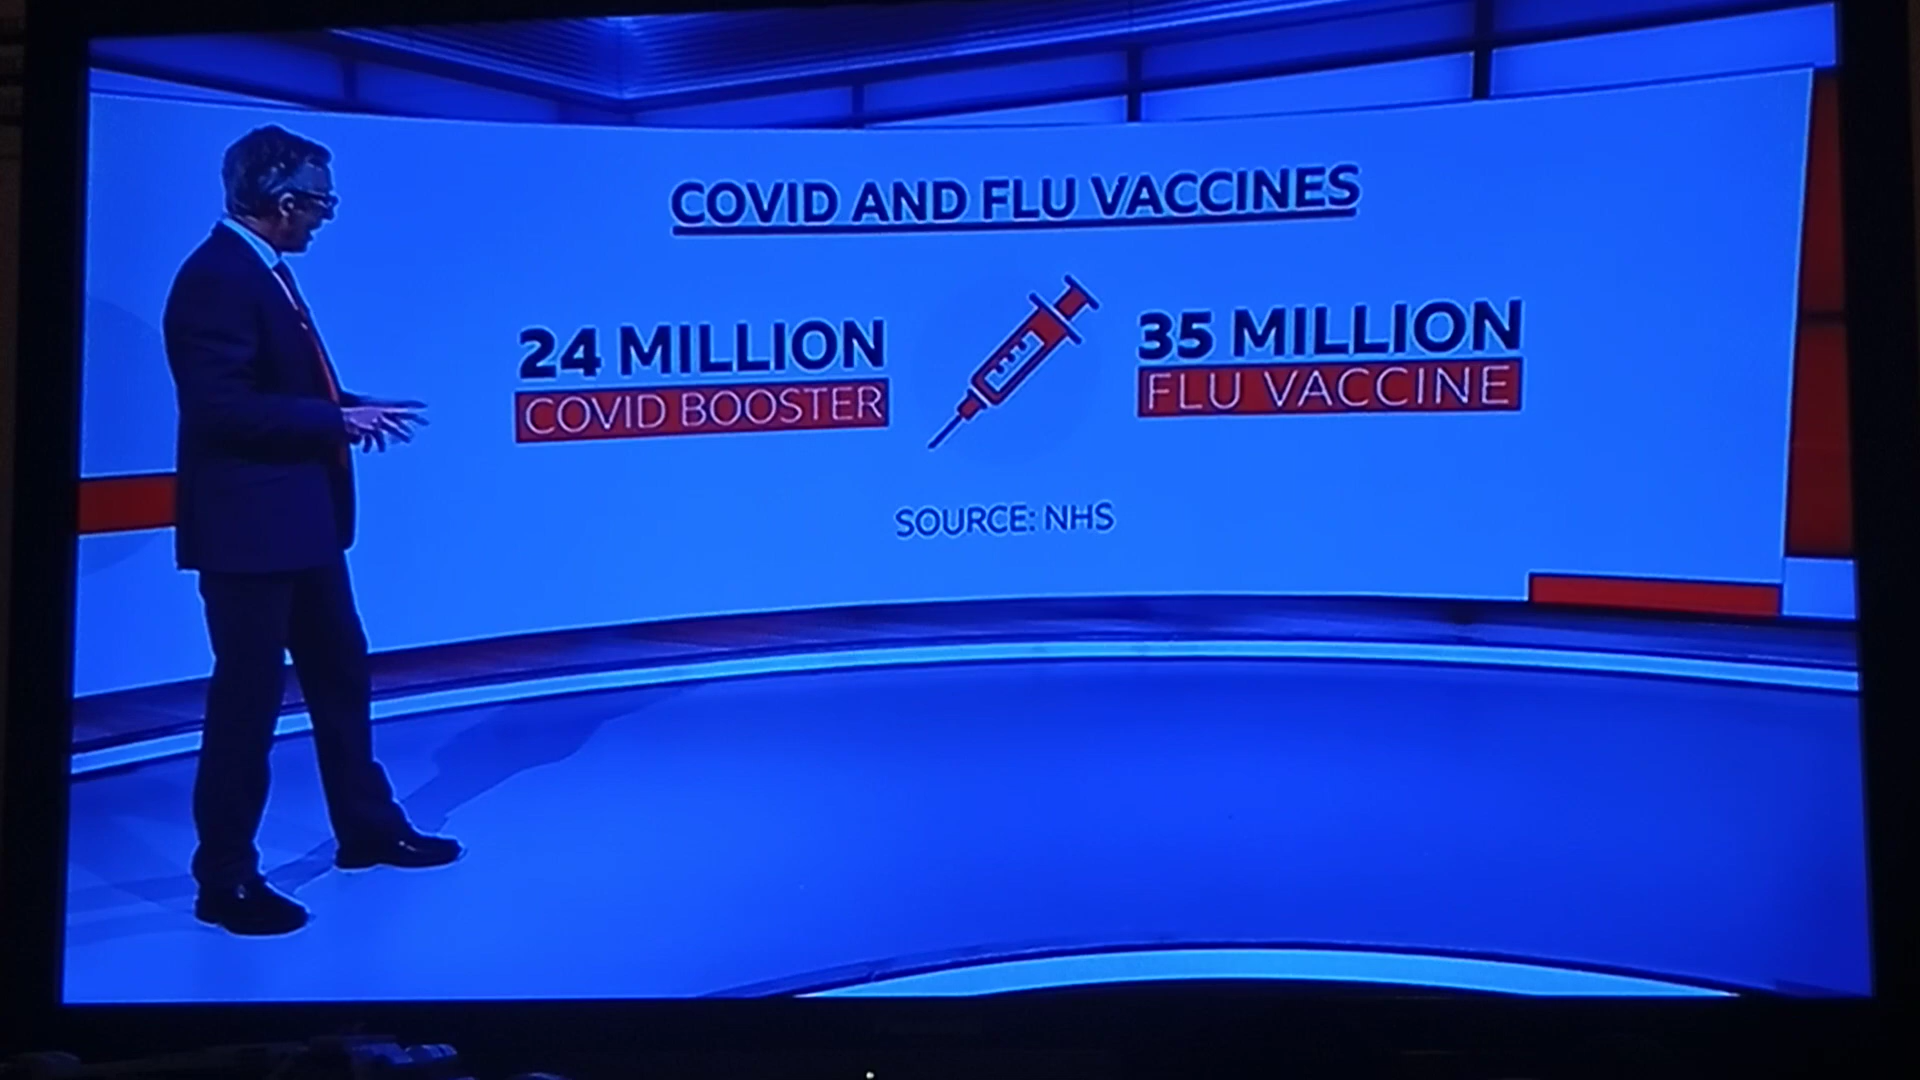 COVID AND FLU VACCINES
24 MILLION
COVID BOOSTER
35 MILLION
FLU VACCINE
SOURCE: NHS